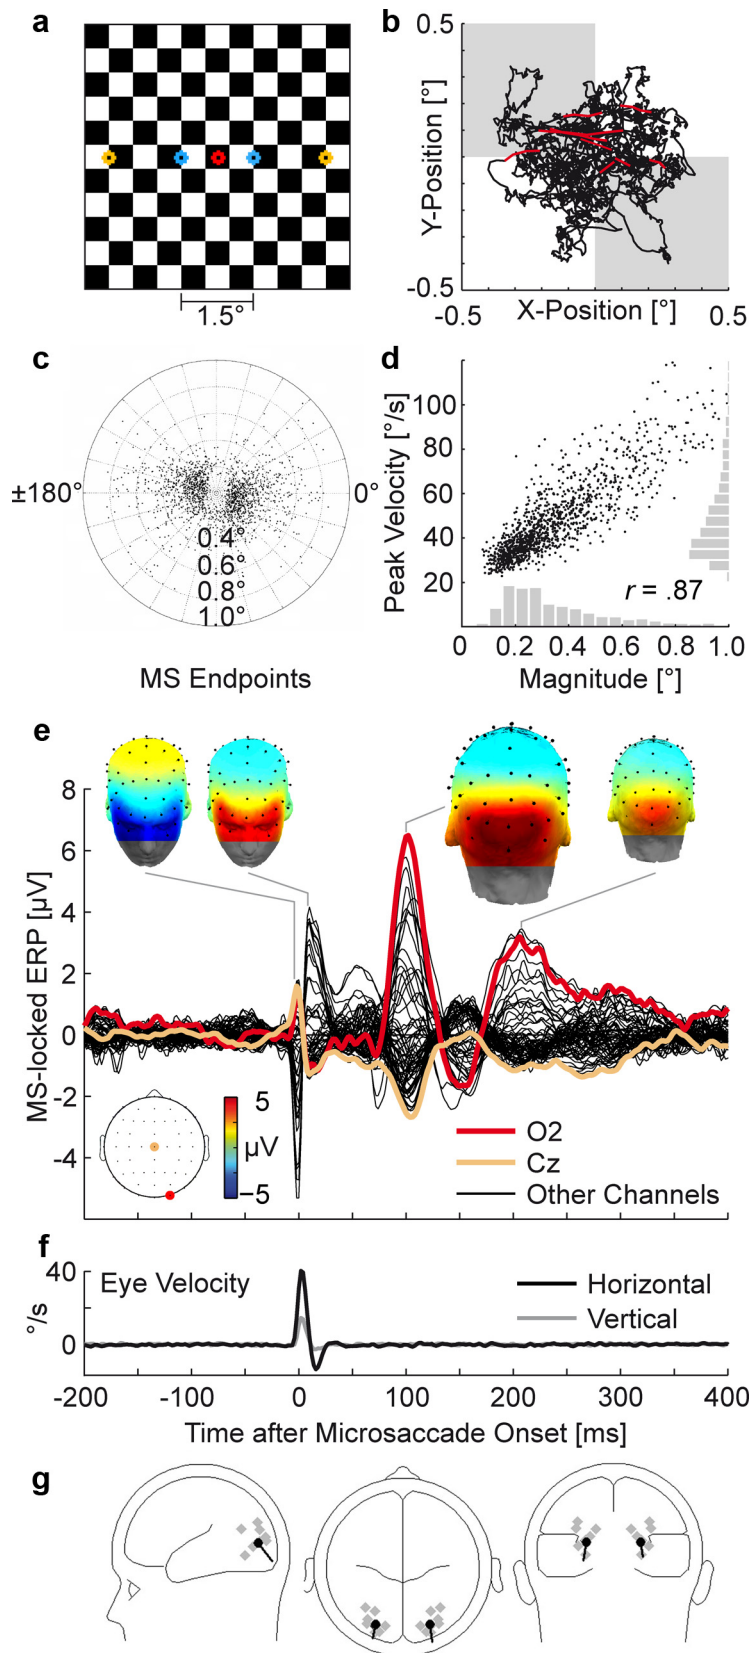 a
1.5°
b
0.5
Y-Position [°]
-0.5
-0.5
X-Position [°]
0.5
c
±180°
0°
0.4°
0.6°
0.8°
1.0°
MS Endpoints
d
Peak Velocity [°/s]
100
80
60
40
20
r = .87
0
0.2
0.4
0.6
0.8
1.0
Magnitude [°]
e
MS-locked ERP [µV]
8
6
4
2
0
-2
-4
5
µV
−5
O2
Cz
Other Channels
f
°/s
40
0
Eye Velocity
Horizontal
Vertical
-200
-100
0
100
200
300
400
Time after Microsaccade Onset [ms]
g